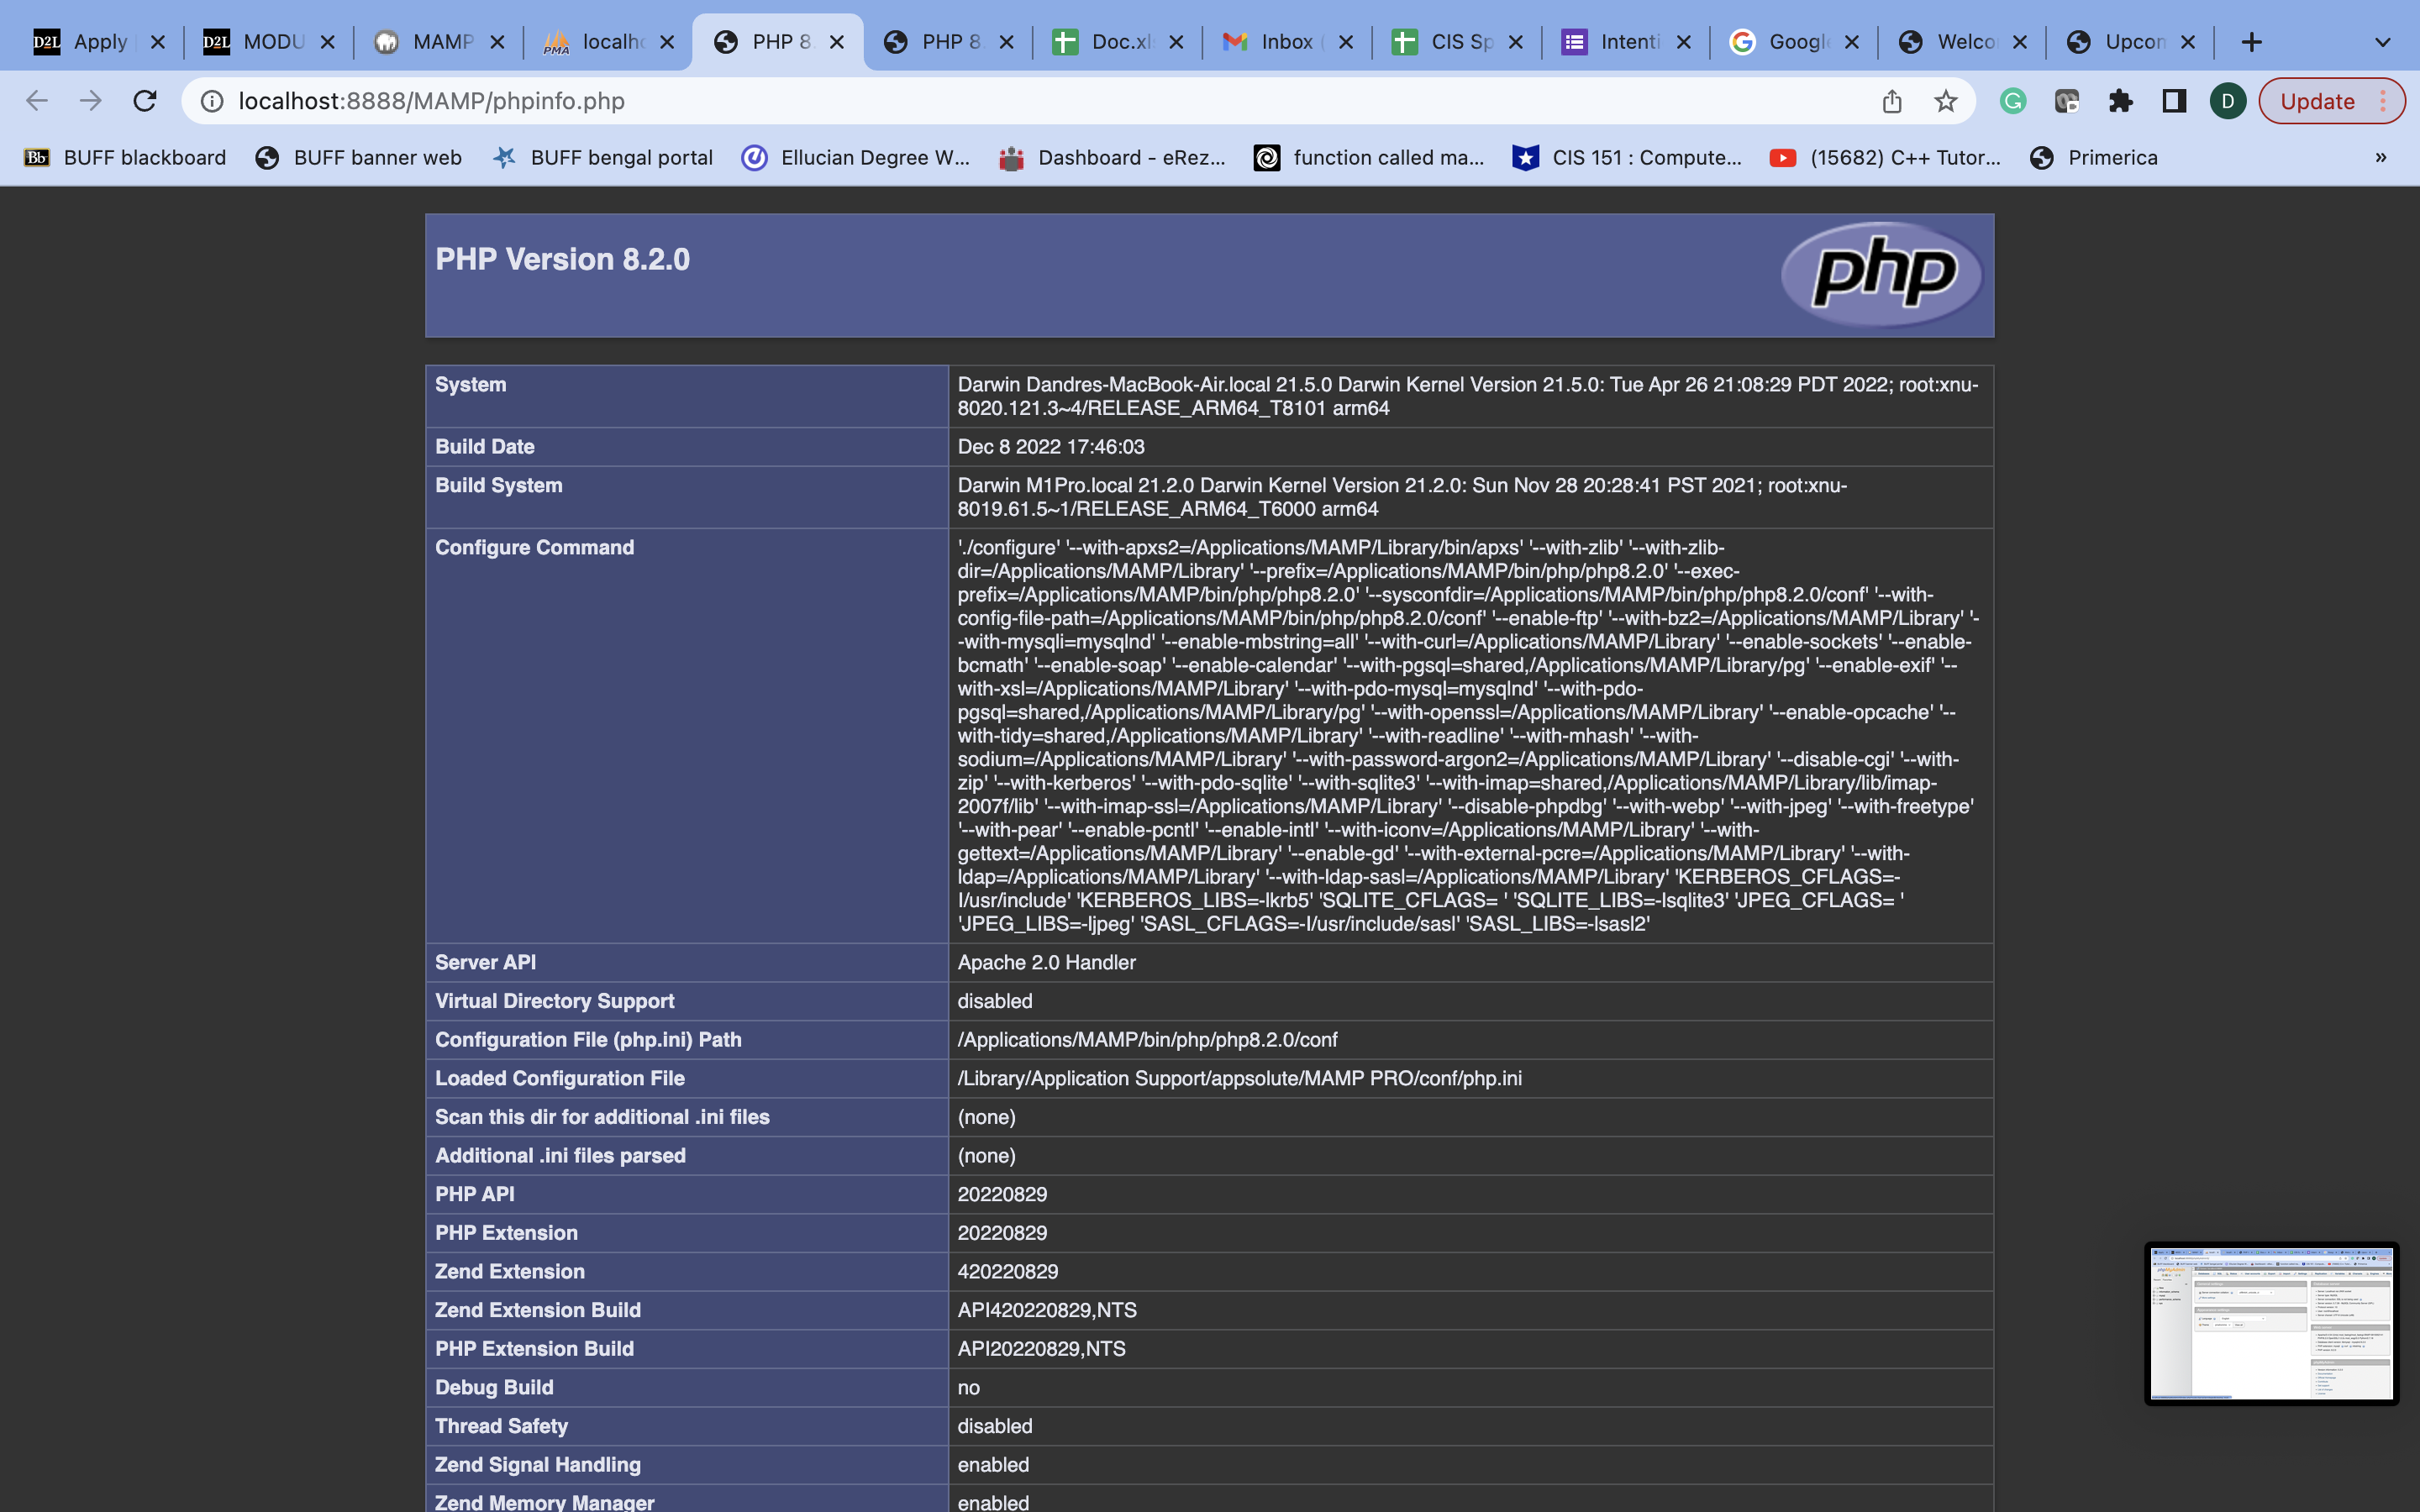 Apply
MODU
MAMP
localho
PHP 8.
PHP 8.
Doc.xl
Inbox (
CIS Sp
Intenti
Google
Welco
Upcon
localhost:8888/MAMP/phpinfo.php
D
Update
BUFF blackboard
BUFF banner web
BUFF bengal portal
Ellucian Degree W...
Dashboard - eRez...
function called ma...
CIS 151 : Compute...
(15682) C++ Tutor...
Primerica
»
PHP Version 8.2.0
php
System
Darwin Dandres-MacBook-Air.local 21.5.0 Darwin Kernel Version 21.5.0: Tue Apr 26 21:08:29 PDT 2022; root:xnu-
8020.121.3~4/RELEASE_ARM64_T8101 arm64
Build Date
Dec 8 2022 17:46:03
Build System
Darwin M1Pro.local 21.2.0 Darwin Kernel Version 21.2.0: Sun Nov 28 20:28:41 PST 2021; root:xnu-
8019.61.5~1/RELEASE_ARM64_T6000 arm64
Configure Command
'./configure' '--with-apxs2=/Applications/MAMP/Library/bin/apxs' '--with-zlib' '--with-zlib-
dir=/Applications/MAMP/Library' '--prefix=/Applications/MAMP/bin/php/php8.2.0' '--exec-
prefix=/Applications/MAMP/bin/php/php8.2.0' '--sysconfdir=/Applications/MAMP/bin/php/php8.2.0/conf' '--with-
config-file-path=/Applications/MAMP/bin/php/php8.2.0/conf' '--enable-ftp' '--with-bz2=/Applications/MAMP/Library' '-
-with-mysqli=mysqlnd' '--enable-mbstring=all' '--with-curl=/Applications/MAMP/Library' '--enable-sockets' '--enable-
bcmath' '--enable-soap' '--enable-calendar' '--with-pgsql=shared,/Applications/MAMP/Library/pg' '--enable-exif' '--
with-xsl=/Applications/MAMP/Library' '--with-pdo-mysql=mysqlnd' '--with-pdo-
pgsql=shared,/Applications/MAMP/Library/pg' '--with-openssl=/Applications/MAMP/Library' '--enable-opcache' '--
with-tidy=shared,/Applications/MAMP/Library' '--with-readline' '--with-mhash' '--with-
sodium=/Applications/MAMP/Library' '--with-password-argon2=/Applications/MAMP/Library' '--disable-cgi' '--with-
zip' '--with-kerberos' '--with-pdo-sqlite' '--with-sqlite3' '--with-imap=shared,/Applications/MAMP/Library/lib/imap-
2007f/lib' '--with-imap-ssl=/Applications/MAMP/Library' '--disable-phpdbg' '--with-webp' '--with-jpeg' '--with-freetype'
'--with-pear' '--enable-pcntl' '--enable-intl' '--with-iconv=/Applications/MAMP/Library' '--with-
gettext=/Applications/MAMP/Library' '--enable-gd' '--with-external-pcre=/Applications/MAMP/Library' '--with-
ldap=/Applications/MAMP/Library' '--with-ldap-sasl=/Applications/MAMP/Library' 'KERBEROS_CFLAGS=-
I/usr/include' 'KERBEROS_LIBS=-lkrb5' 'SQLITE_CFLAGS= ' 'SQLITE_LIBS=-lsqlite3' 'JPEG_CFLAGS= '
'JPEG_LIBS=-ljpeg' 'SASL_CFLAGS=-I/usr/include/sasl' 'SASL_LIBS=-lsasl2'
Server API
Apache 2.0 Handler
Virtual Directory Support
disabled
Configuration File (php.ini) Path
/Applications/MAMP/bin/php/php8.2.0/conf
Loaded Configuration File
/Library/Application Support/appsolute/MAMP PRO/conf/php.ini
Scan this dir for additional .ini files
(none)
Additional .ini files parsed
(none)
PHP API
20220829
PHP Extension
20220829
Zend Extension
420220829
Zend Extension Build
API420220829,NTS
PHP Extension Build
API20220829,NTS
Debug Build
no
Thread Safety
disabled
Zend Signal Handling
enabled
Zend Memory Manager
enabled